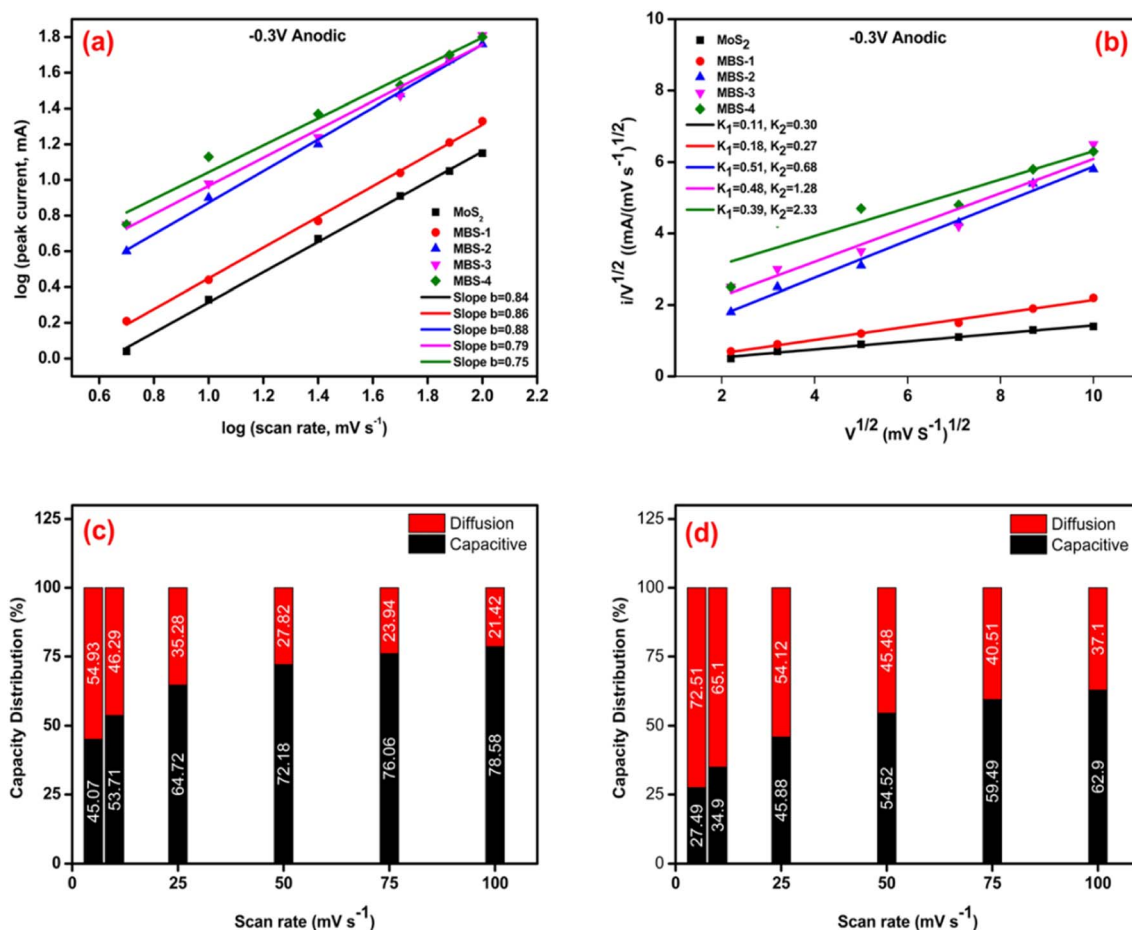 (a)
-0.3V Anodic
log (peak current, mA)
1.8
1.6
1.4
1.2
1.0
0.8
0.6
0.4
0.2
0.0
MoS₂
MBS-1
MBS-2
MBS-3
MBS-4
Slope b=0.84
Slope b=0.86
Slope b=0.88
Slope b=0.79
Slope b=0.75
0.6 0.8 1.0 1.2 1.4 1.6 1.8 2.0 2.2
log (scan rate, mV s⁻¹)
(b)
-0.3V Anodic
i/V^1/2 ((mA/(mV s⁻¹)^1/2)
10
8
6
4
2
0
MoS₂
MBS-1
MBS-2
MBS-3
MBS-4
K₁=0.11, K₂=0.30
K₁=0.18, K₂=0.27
K₁=0.51, K₂=0.68
K₁=0.48, K₂=1.28
K₁=0.39, K₂=2.33
2 4 6 8 10
V^1/2 (mV S⁻¹)^1/2
(c)
Diffusion
Capacitive
Capacity Distribution (%)
125
100
75
50
25
0
54.93 46.29 35.28 27.82 23.94 21.42
45.07 53.71 64.72 72.18 76.06 78.58
0 25 50 75 100
Scan rate (mV s⁻¹)
(d)
Diffusion
Capacitive
Capacity Distribution (%)
125
100
75
50
25
0
72.51 65.1 54.12 45.48 40.51 37.1
27.49 34.9 45.88 54.52 59.49 62.9
0 25 50 75 100
Scan rate (mV s⁻¹)